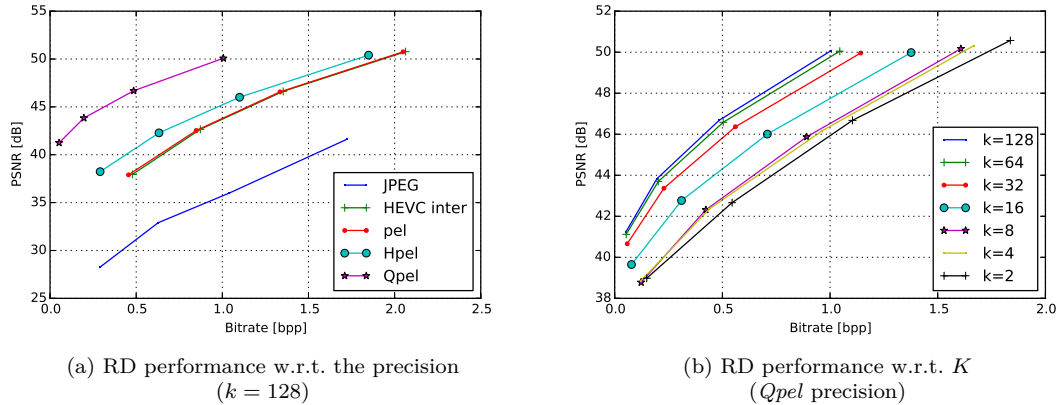 55
50
45
40
35
30
25
PSNR [dB]
0.0 0.5 1.0 1.5 2.0 2.5
Bitrate [bpp]
JPEG
HEVC inter
pel
Hpel
Qpel
(a) RD performance w.r.t. the precision
(k = 128)
52
50
48
46
44
42
40
38
PSNR [dB]
0.0 0.5 1.0 1.5 2.0
Bitrate [bpp]
k=128
k=64
k=32
k=16
k=8
k=4
k=2
(b) RD performance w.r.t. K
(Qpel precision)